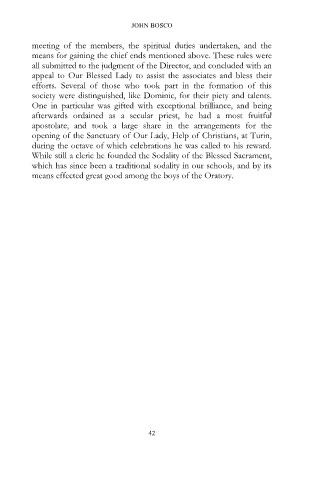 JOHN BOSCO
meeting of the members, the spiritual duties undertaken, and the
means for gaining the chief ends mentioned above. These rules were
all submitted to the judgment of the Director, and concluded with an
appeal to Our Blessed Lady to assist the associates and bless their
efforts. Several of those who took part in the formation of this
society were distinguished, like Dominic, for their piety and talents.
One in particular was gifted with exceptional brilliance, and being
afterwards ordained as a secular priest, he had a most fruitful
apostolate, and took a large share in the arrangements for the
opening of the Sanctuary of Our Lady, Help of Christians, at Turin,
during the octave of which celebrations he was called to his reward.
While still a cleric he founded the Sodality of the Blessed Sacrament,
which has since been a traditional sodality in our schools, and by its
means effected great good among the boys of the Oratory.
42